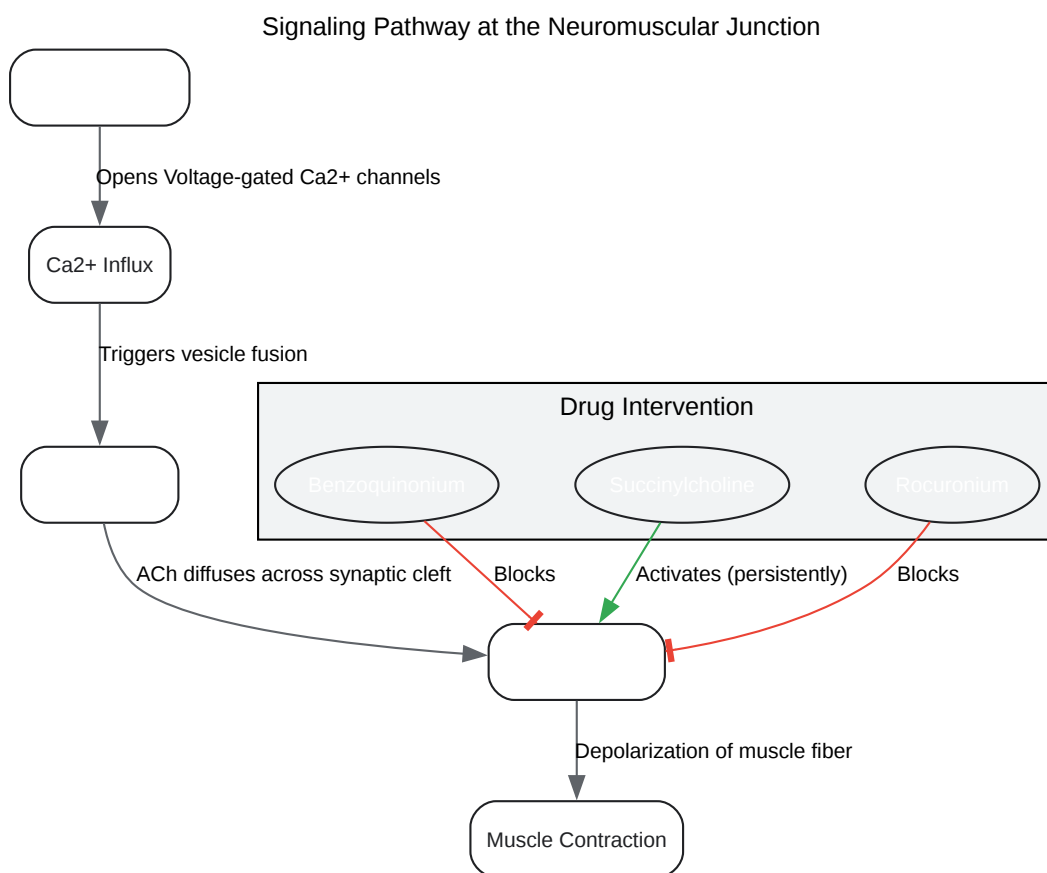 Signaling Pathway at the Neuromuscular Junction
Opens Voltage-gated Ca2+ channels
Ca2+ Influx
Triggers vesicle fusion
Drug Intervention
Benzoquinonium
Succinylcholine
Rocuronium
ACh diffuses across synaptic cleft
Blocks
Activates (persistently)
Blocks
Depolarization of muscle fiber
Muscle Contraction